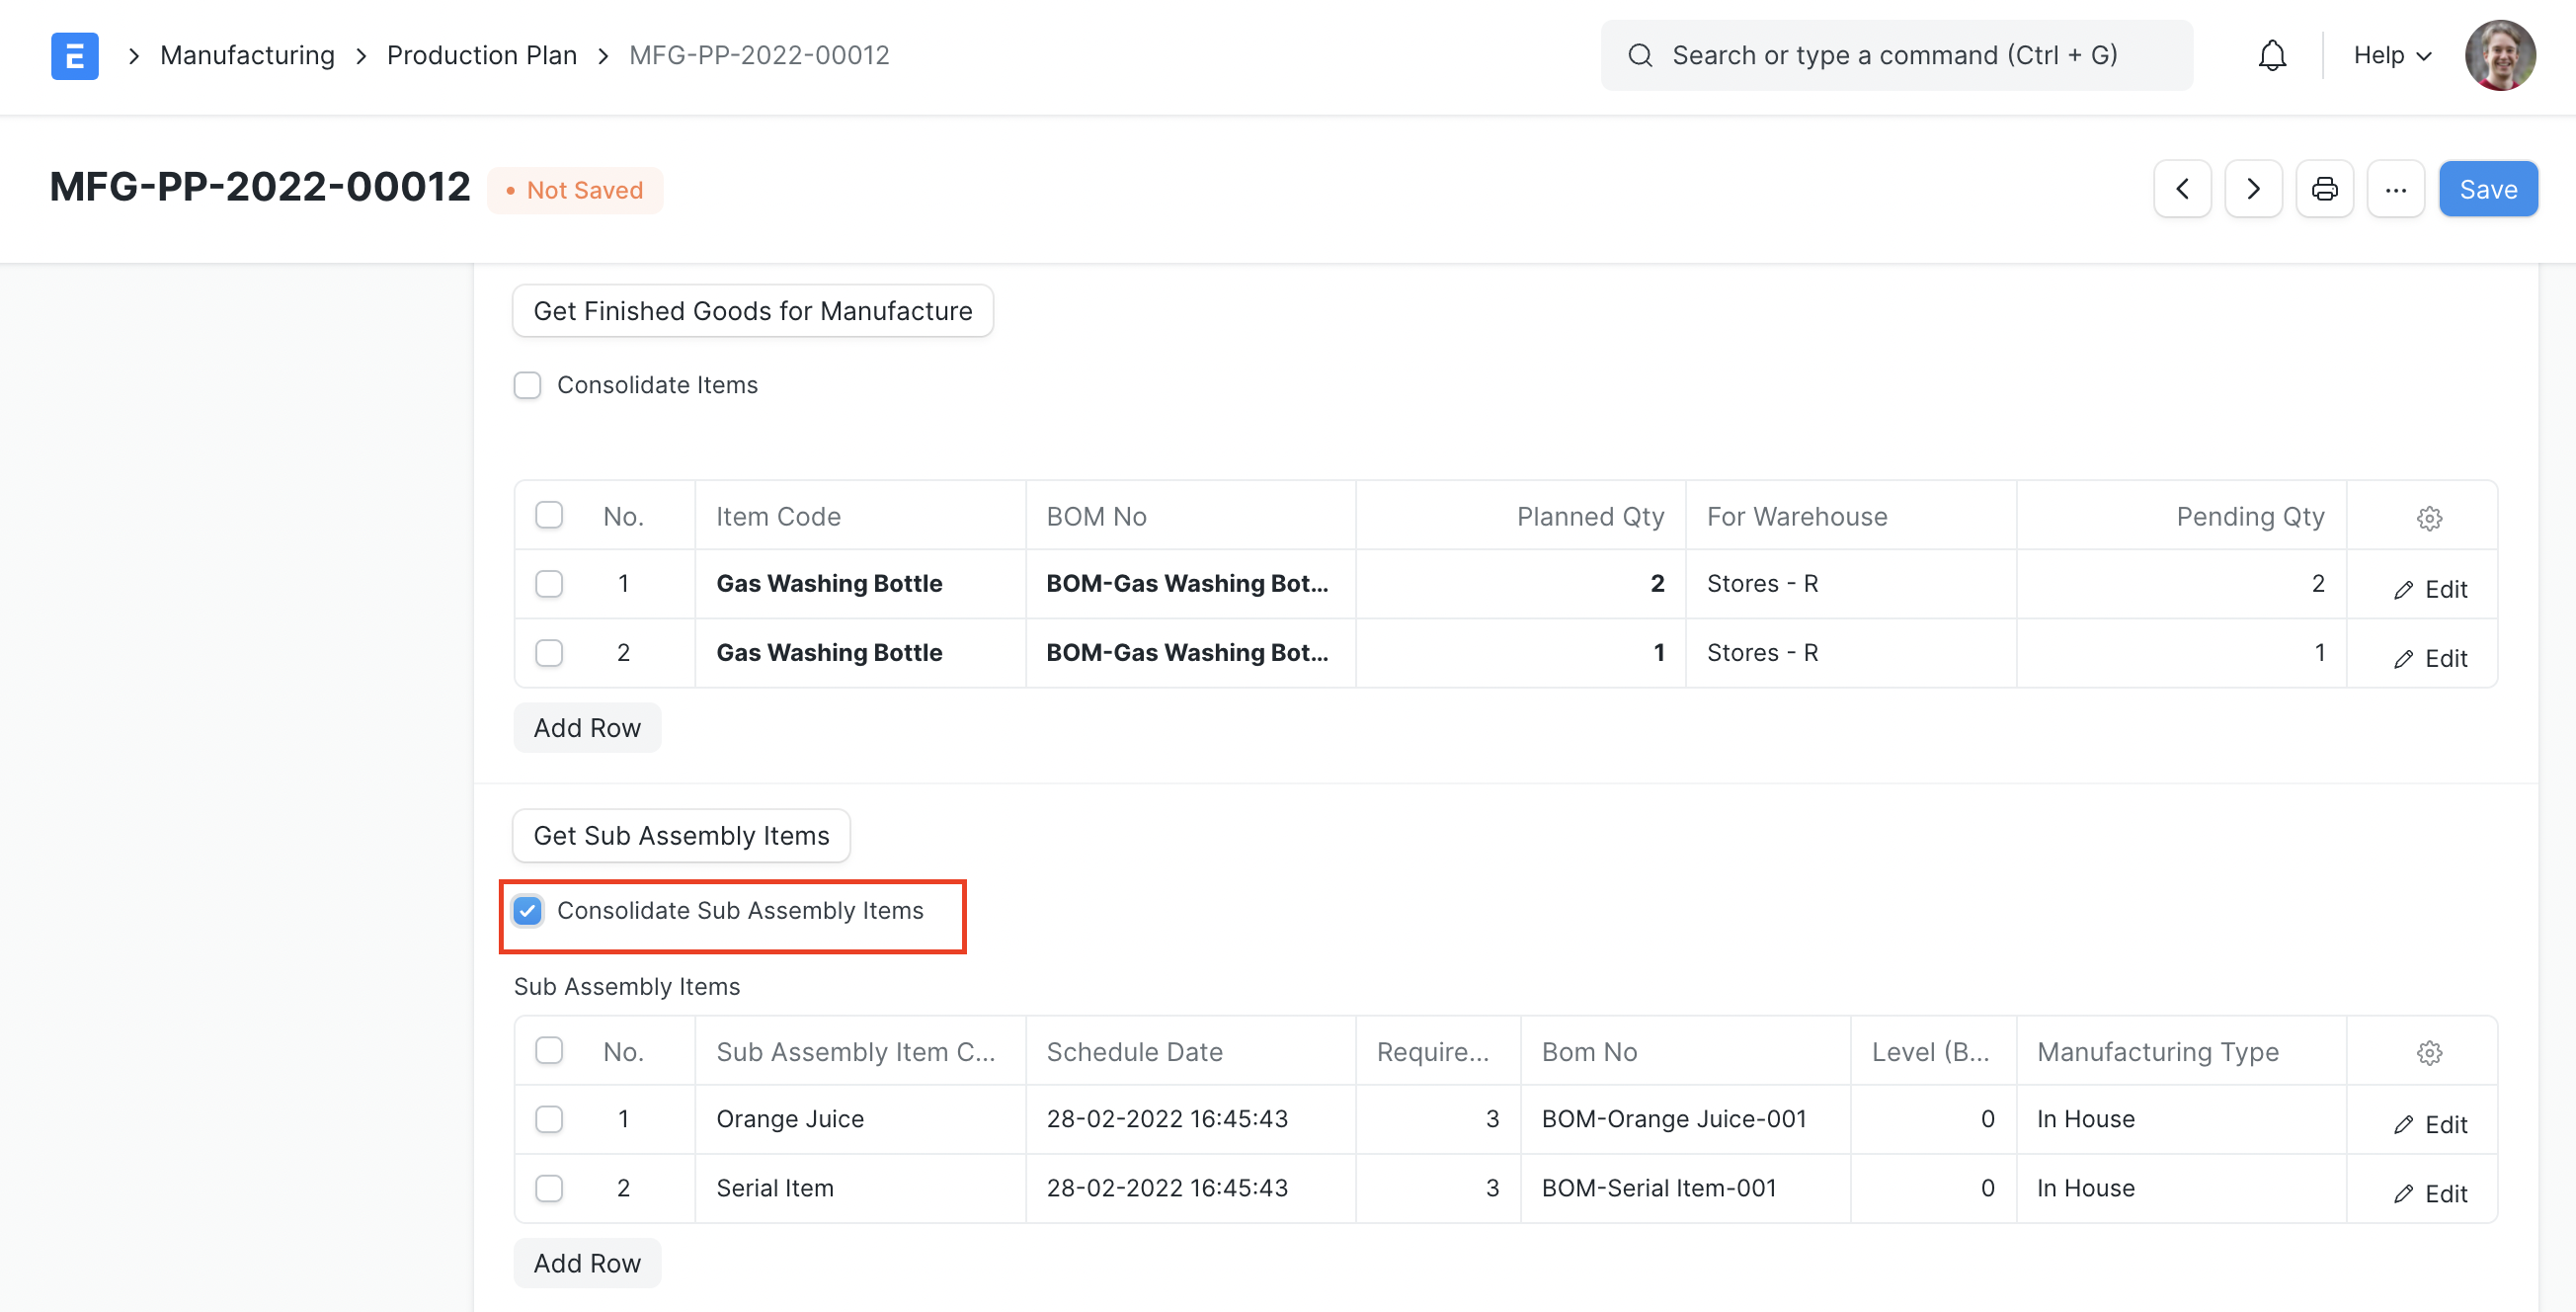 E > Manufacturing > Production Plan > MFG-PP-2022-00012 Search or type a command (Ctrl + G) Help
MFG-PP-2022-00012 • Not Saved ... Save
Get Finished Goods for Manufacture
Consolidate Items
No. Item Code BOM No Planned Qty For Warehouse Pending Qty
1 Gas Washing Bottle BOM-Gas Washing Bot... 2 Stores - R 2 Edit
2 Gas Washing Bottle BOM-Gas Washing Bot... 1 Stores - R 1 Edit
Add Row
Get Sub Assembly Items
Consolidate Sub Assembly Items
Sub Assembly Items
No. Sub Assembly Item C... Schedule Date Require... Bom No Level (B... Manufacturing Type
1 Orange Juice 28-02-2022 16:45:43 3 BOM-Orange Juice-001 0 In House Edit
2 Serial Item 28-02-2022 16:45:43 3 BOM-Serial Item-001 0 In House Edit
Add Row